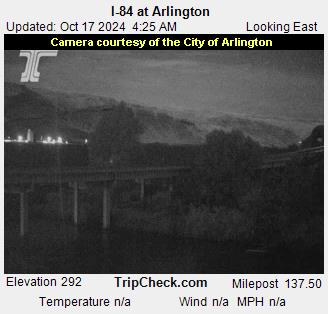 I-84 at Arlington
Updated: Oct 17 2024 4:25 AM Looking East
Camera courtesy of the City of Arlington
Elevation 292 TripCheck.com Milepost 137.50
Temperature n/a Wind n/a MPH n/a